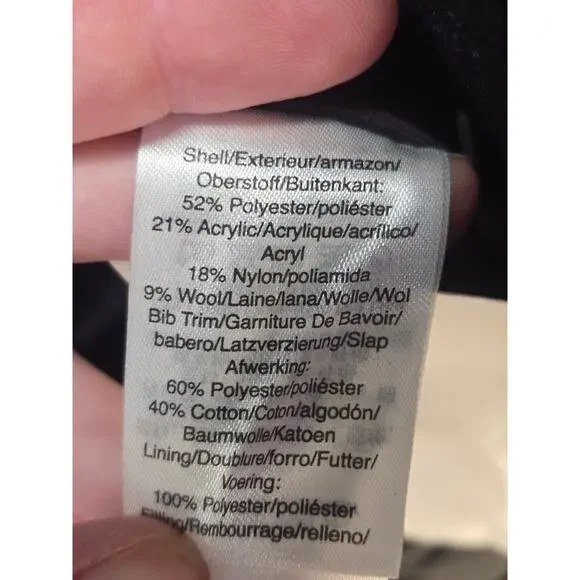 Shell/Exterieur/armazon/
Oberstoff/Buitenkant:
52% Polyester/poliéster
21% Acrylic/Acrylique/acrílico/
Acryl
18% Nylon/poliamida
9% Wool/Laine/lana/Wolle/Wol
Bib Trim/Garniture De Bavoir/
babero/Latzverzierung/Slap
Afwerking:
60% Polyester/poliéster
40% Cotton/Coton/algodón/
Baumwolle/Katoen
Lining/Doublure/forro/Futter/
Voering:
100% Polyester/poliéster
Filling/Rembourrage/relleno/